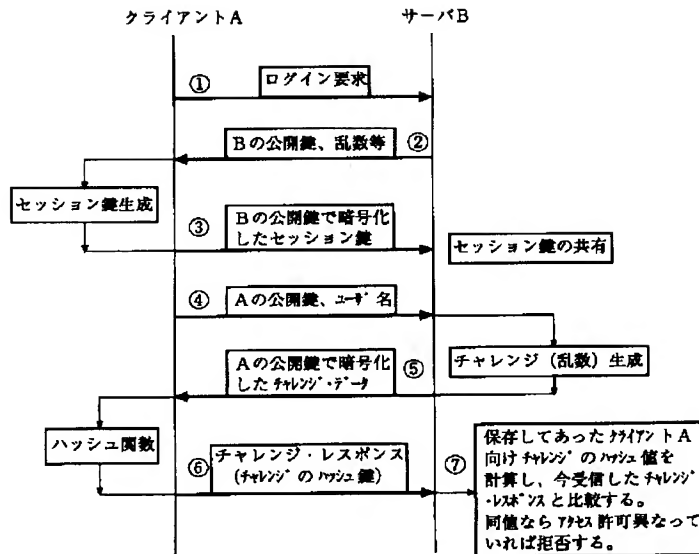 クライアントA
サーバB
①
ログイン要求
Bの公開鍵、乱数等
②
セッション鍵生成
③
Bの公開鍵で暗号化
したセッション鍵
セッション鍵の共有
④
Aの公開鍵、ユーザ名
チャレンジ(乱数)生成
Aの公開鍵で暗号化
したチャレンジ・データ
⑤
ハッシュ関数
⑥
チャレンジ・レスポンス
(チャレンジのハッシュ鍵)
⑦
保存してあったクライアントA
向けチャレンジのハッシュ値を
計算し、今受信したチャレンジ
・レスポンスと比較する。
同値ならアクセス許可異なって
いれば拒否する。